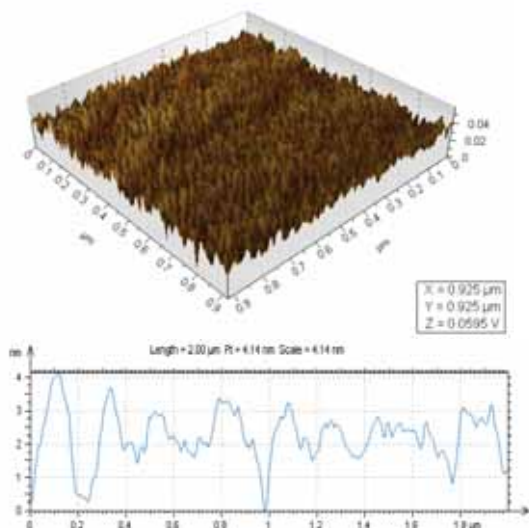 0.04
0.02
0
0 0.1 0.2 0.3 0.4 0.5 0.6 0.7 0.8 0.9
µm
0.9 0.8 0.7 0.6 0.5 0.4 0.3 0.2 0.1 0
µm
X = 0.925 µm
Y = 0.925 µm
Z = 0.0595 V
nm
Length = 2.00 µm Pt = 4.14 nm Scale = 4.14 nm
4
3
2
1
0
0 0.2 0.4 0.6 0.8 1 1.2 1.4 1.6 1.8 µm